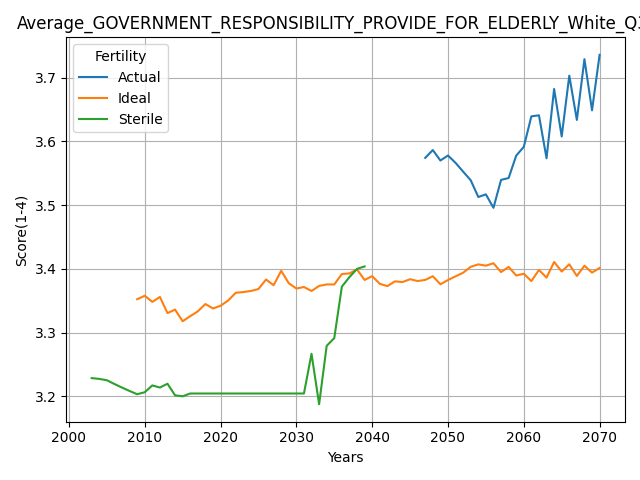 Average_GOVERNMENT_RESPONSIBILITY_PROVIDE_FOR_ELDERLY_White_Q3
Fertility
Actual
Ideal
Sterile
Score(1-4)
3.7
3.6
3.5
3.4
3.3
3.2
2000 2010 2020 2030 2040 2050 2060 2070
Years